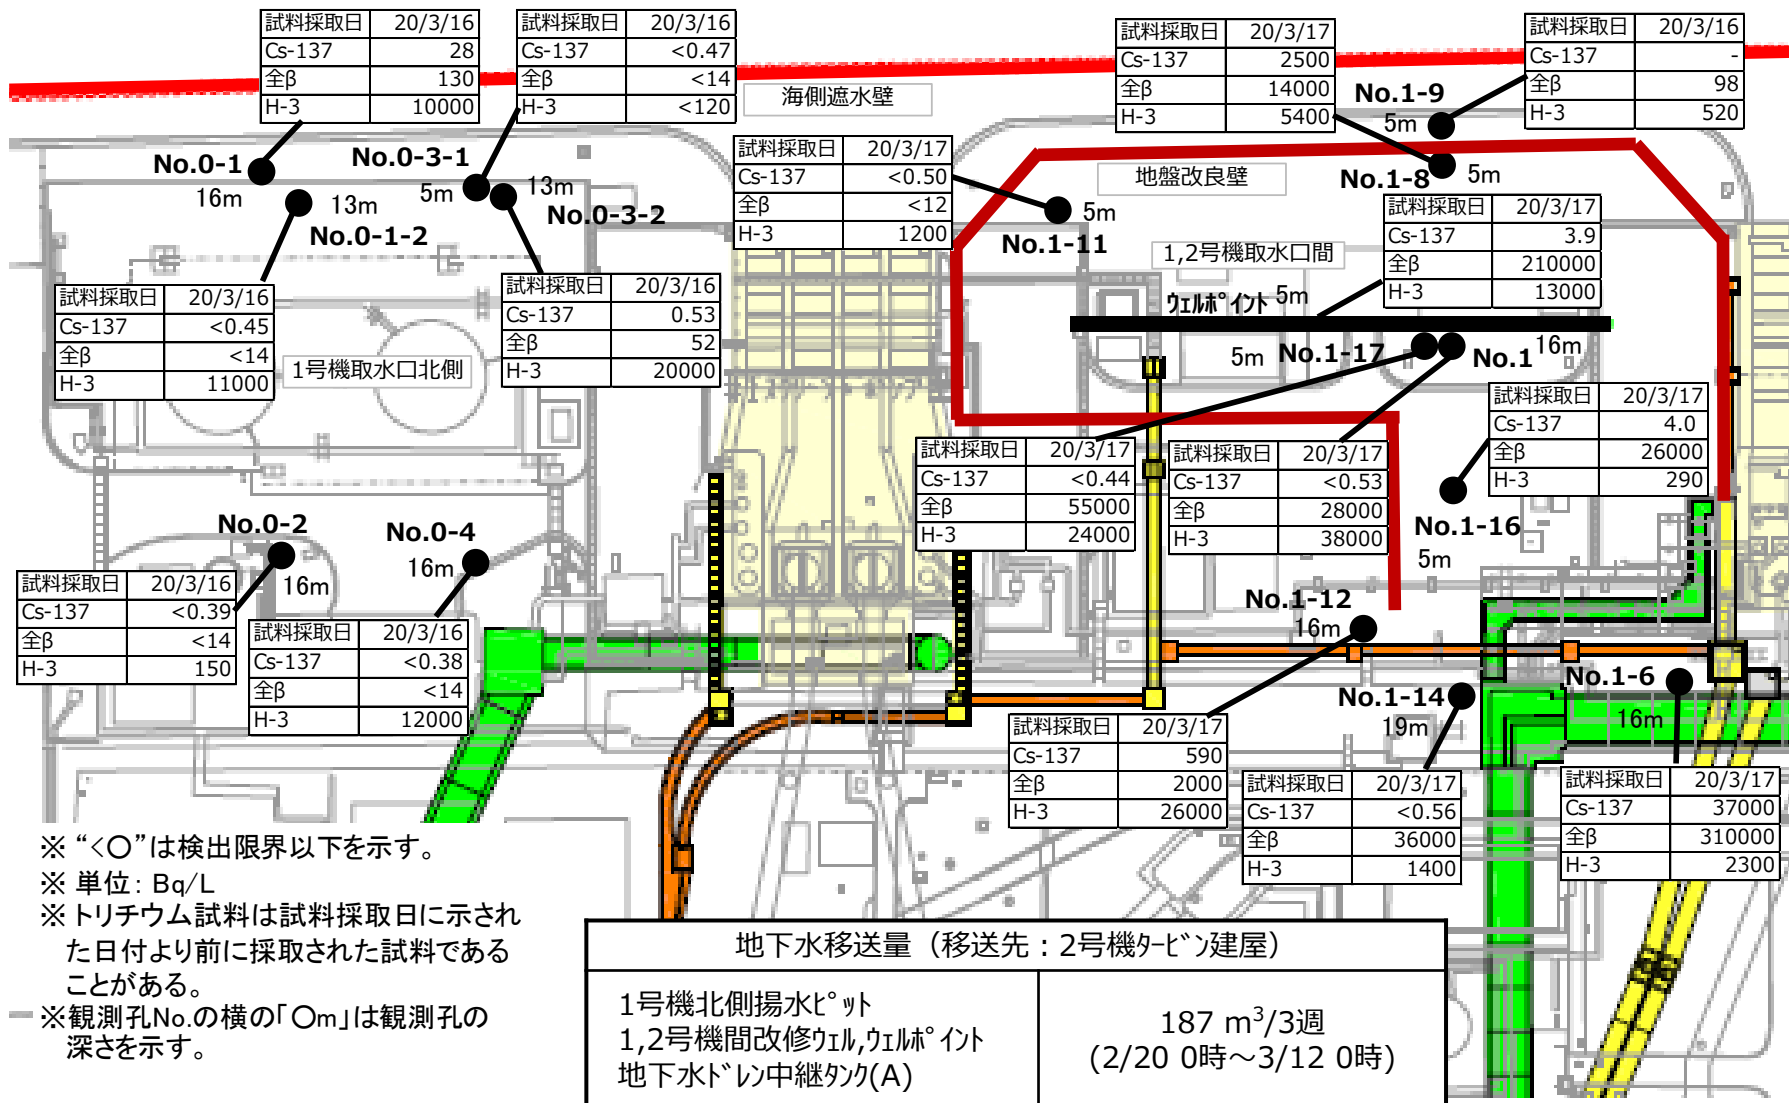 試料採取日 20/3/16
Cs-137 28
全β 130
H-3 10000
試料採取日 20/3/16
Cs-137 <0.47
全β <14
H-3 <120
海側遮水壁
試料採取日 20/3/17
Cs-137 2500
全β 14000
H-3 5400
試料採取日 20/3/16
Cs-137 -
全β 98
H-3 520
No.1-9
5m
No.0-1
16m
No.0-3-1
5m
13m
No.0-1-2
13m
No.0-3-2
試料採取日 20/3/17
Cs-137 <0.50
全β <12
H-3 1200
5m
No.1-11
地盤改良壁
No.1-8
5m
試料採取日 20/3/17
Cs-137 3.9
全β 210000
H-3 13000
1,2号機取水口間
ウェルポイント 5m
試料採取日 20/3/16
Cs-137 <0.45
全β <14
H-3 11000
1号機取水口北側
試料採取日 20/3/16
Cs-137 0.53
全β 52
H-3 20000
5m No.1-17
No.1
16m
試料採取日 20/3/17
Cs-137 4.0
全β 26000
H-3 290
試料採取日 20/3/17
Cs-137 <0.44
全β 55000
H-3 24000
試料採取日 20/3/17
Cs-137 <0.53
全β 28000
H-3 38000
No.1-16
5m
No.0-2
16m
No.0-4
16m
試料採取日 20/3/16
Cs-137 <0.39
全β <14
H-3 150
試料採取日 20/3/16
Cs-137 <0.38
全β <14
H-3 12000
No.1-12
16m
No.1-14
19m
No.1-6
16m
試料採取日 20/3/17
Cs-137 590
全β 2000
H-3 26000
試料採取日 20/3/17
Cs-137 <0.56
全β 36000
H-3 1400
試料採取日 20/3/17
Cs-137 37000
全β 310000
H-3 2300
※ “<○”は検出限界以下を示す。
※ 単位: Bq/L
※ トリチウム試料は試料採取日に示され
た日付より前に採取された試料である
ことがある。
※観測孔No.の横の「○m」は観測孔の
深さを示す。
地下水移送量（移送先：2号機タービン建屋）
1号機北側揚水ピット
1,2号機間改修ウェル,ウェルポイント
地下水ドレン中継タンク(A)
187 m³/3週
(2/20 0時～3/12 0時)